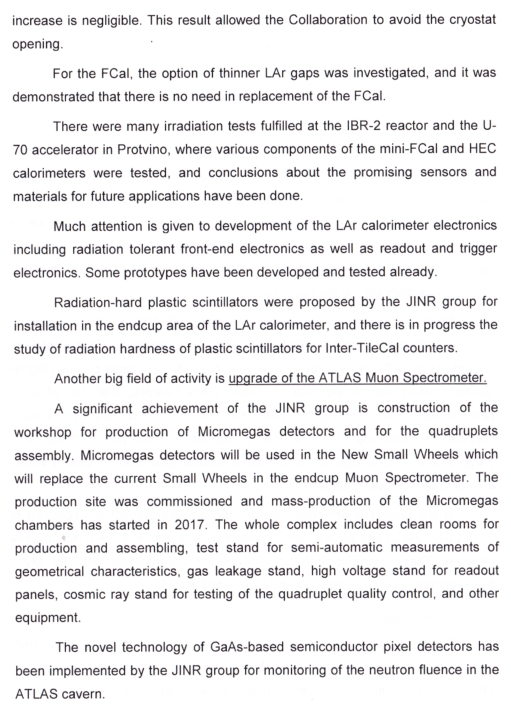 increase is negligible. This result allowed the Collaboration to avoid the cryostat
opening.
For the FCal, the option of thinner LAr gaps was investigated, and it was
demonstrated that there is no need in replacement of the FCal.
There were many irradiation tests fulfilled at the IBR-2 reactor and the U-
70 accelerator in Protvino, where various components of the mini-FCal and HEC
calorimeters were tested, and conclusions about the promising sensors and
materials for future applications have been done.
Much attention is given to development of the LAr calorimeter electronics
including radiation tolerant front-end electronics as well as readout and trigger
electronics. Some prototypes have been developed and tested already.
Radiation-hard plastic scintillators were proposed by the JINR group for
installation in the endcup area of the LAr calorimeter, and there is in progress the
study of radiation hardness of plastic scintillators for Inter-TileCal counters.
Another big field of activity is upgrade of the ATLAS Muon Spectrometer.
A significant achievement of the JINR group is construction of the
workshop for production of Micromegas detectors and for the quadruplets
assembly. Micromegas detectors will be used in the New Small Wheels which
will replace the current Small Wheels in the endcup Muon Spectrometer. The
production site was commissioned and mass-production of the Micromegas
chambers has started in 2017. The whole complex includes clean rooms for
production and assembling, test stand for semi-automatic measurements of
geometrical characteristics, gas leakage stand, high voltage stand for readout
panels, cosmic ray stand for testing of the quadruplet quality control, and other
equipment.
The novel technology of GaAs-based semiconductor pixel detectors has
been implemented by the JINR group for monitoring of the neutron fluence in the
ATLAS cavern.